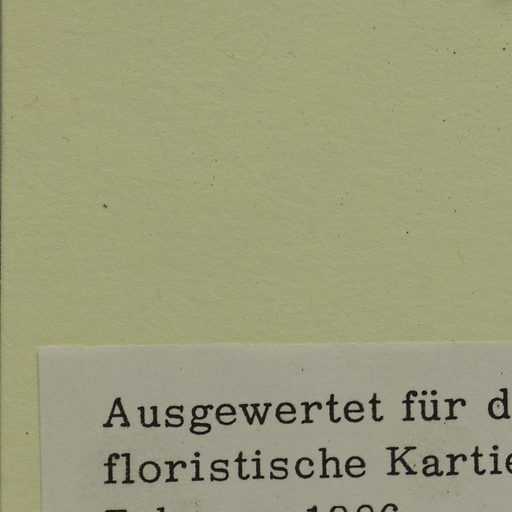 Ausgewertet für d
floristische Kartie